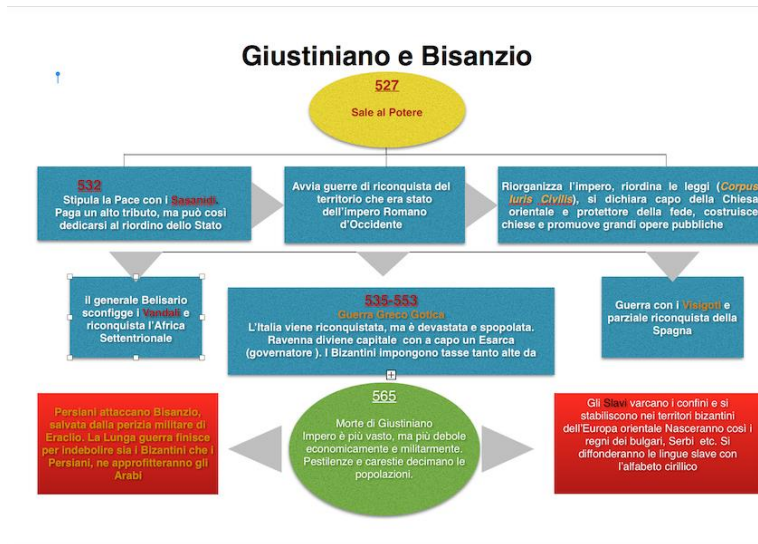 Giustiniano e Bisanzio
527
Sale al Potere
532
Stipula la Pace con i Sasanidi.
Paga un alto tributo, ma può così
dedicarsi al riordino dello Stato
Avvia guerre di riconquista del
territorio che era stato
dell'impero Romano
d'Occidente
Riorganizza l'impero, riordina le leggi (Corpus
Iuris Civilis), si dichiara capo della Chiesa
orientale e protettore della fede, costruisce
chiese e promuove grandi opere pubbliche
il generale Belisario
sconfigge i Vandali e
riconquista l'Africa
Settentrionale
535-553
Guerra Greco Gotica
L'Italia viene riconquistata, ma è devastata e spopolata.
Ravenna diviene capitale con a capo un Esarca
(governatore ). I Bizantini impongono tasse tanto alte da
Guerra con i Visigoti e
parziale riconquista della
Spagna
Persiani attaccano Bisanzio,
salvata dalla perizia militare di
Eraclio. La Lunga guerra finisce
per indebolire sia i Bizantini che i
Persiani, ne approfitteranno gli
Arabi
565
Morte di Giustiniano
Impero è più vasto, ma più debole
economicamente e militarmente.
Pestilenze e carestie decimano le
popolazioni.
Gli Slavi varcano i confini e si
stabiliscono nei territori bizantini
dell'Europa orientale Nasceranno così i
regni dei bulgari, Serbi etc. Si
diffonderanno le lingue slave con
l'alfabeto cirillico